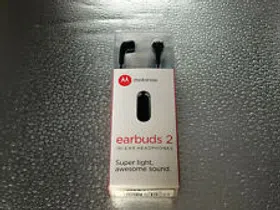 motorola
earbuds 2
IN-EAR HEADPHONES
Super light,
awesome sound.